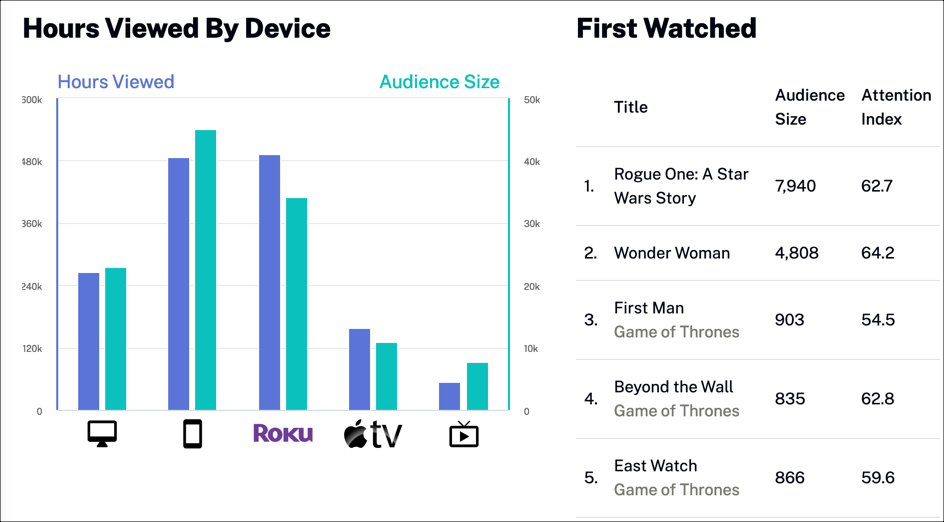 Hours Viewed By Device
Hours Viewed
Audience Size
600k
50k
480k
40k
360k
30k
240k
20k
120k
10k
0
0
Roku
tv
First Watched
Title
Audience
Size
Attention
Index
1.
Rogue One: A Star
Wars Story
7,940
62.7
2.
Wonder Woman
4,808
64.2
3.
First Man
Game of Thrones
903
54.5
4.
Beyond the Wall
Game of Thrones
835
62.8
5.
East Watch
Game of Thrones
866
59.6